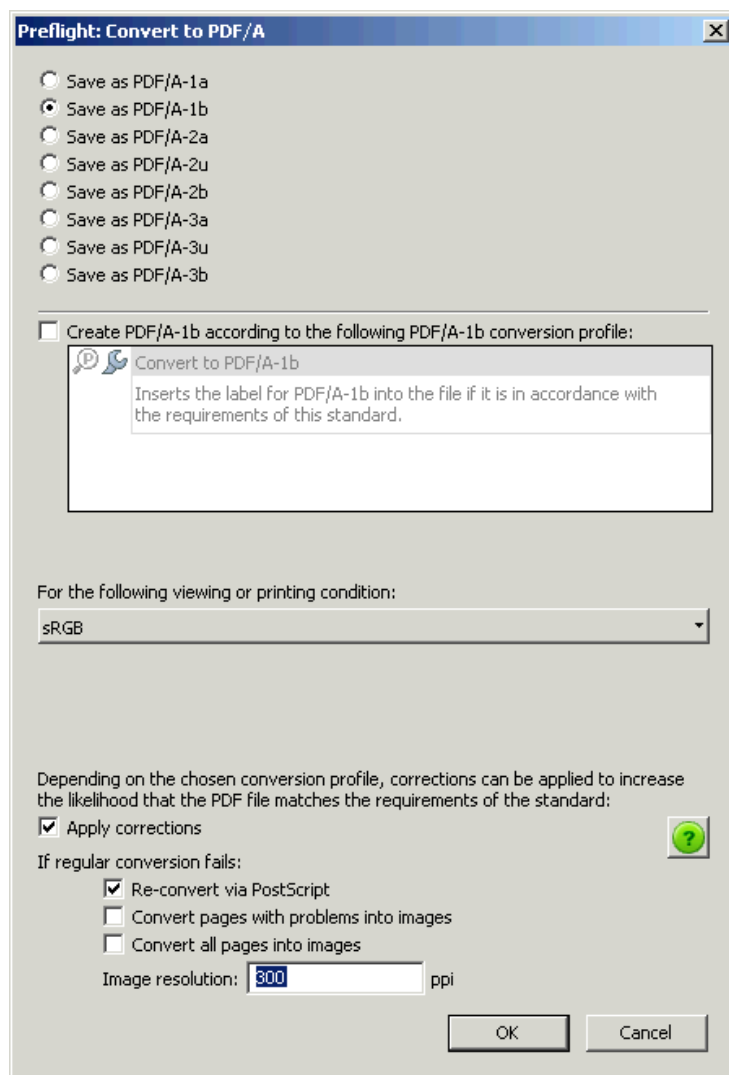 Preflight: Convert to PDF/A
Save as PDF/A-1a
Save as PDF/A-1b
Save as PDF/A-2a
Save as PDF/A-2u
Save as PDF/A-2b
Save as PDF/A-3a
Save as PDF/A-3u
Save as PDF/A-3b
Create PDF/A-1b according to the following PDF/A-1b conversion profile:
Convert to PDF/A-1b
Inserts the label for PDF/A-1b into the file if it is in accordance with
the requirements of this standard.
For the following viewing or printing condition:
sRGB
Depending on the chosen conversion profile, corrections can be applied to increase
the likelihood that the PDF file matches the requirements of the standard:
Apply corrections
?
If regular conversion fails:
Re-convert via PostScript
Convert pages with problems into images
Convert all pages into images
Image resolution: 300 ppi
OK Cancel